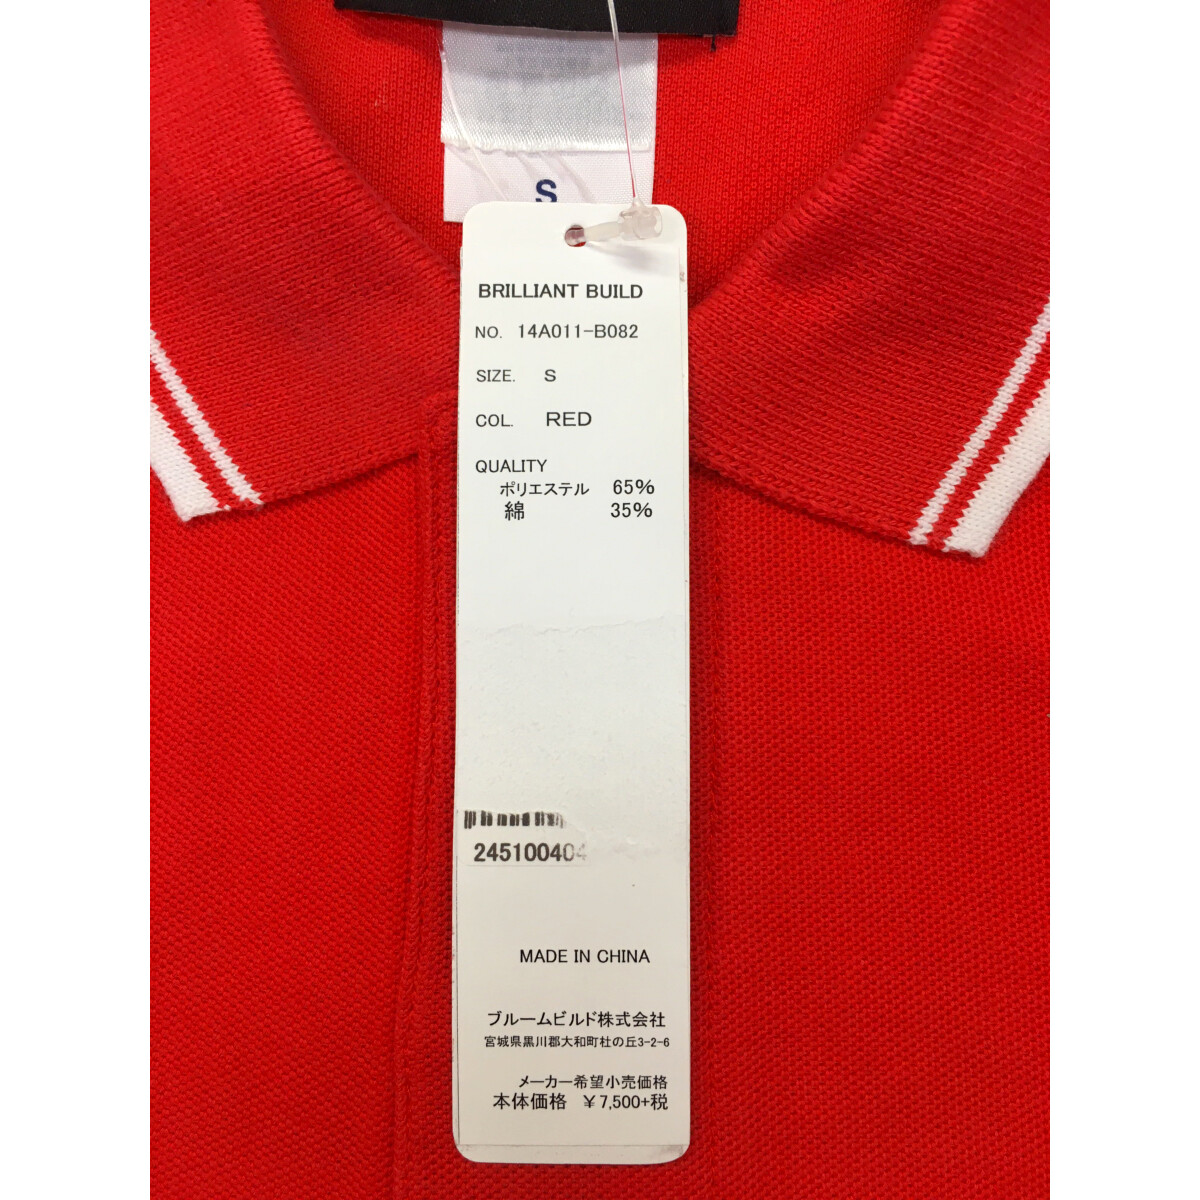 S
BRILLIANT BUILD
NO. 14A011-B082
SIZE. S
COL. RED
QUALITY
ポリエステル 65%
綿 35%
245100404
MADE IN CHINA
ブルームビルド株式会社
宮城県黒川郡大和町杜の丘3-2-6
メーカー希望小売価格
本体価格 ¥7,500+税